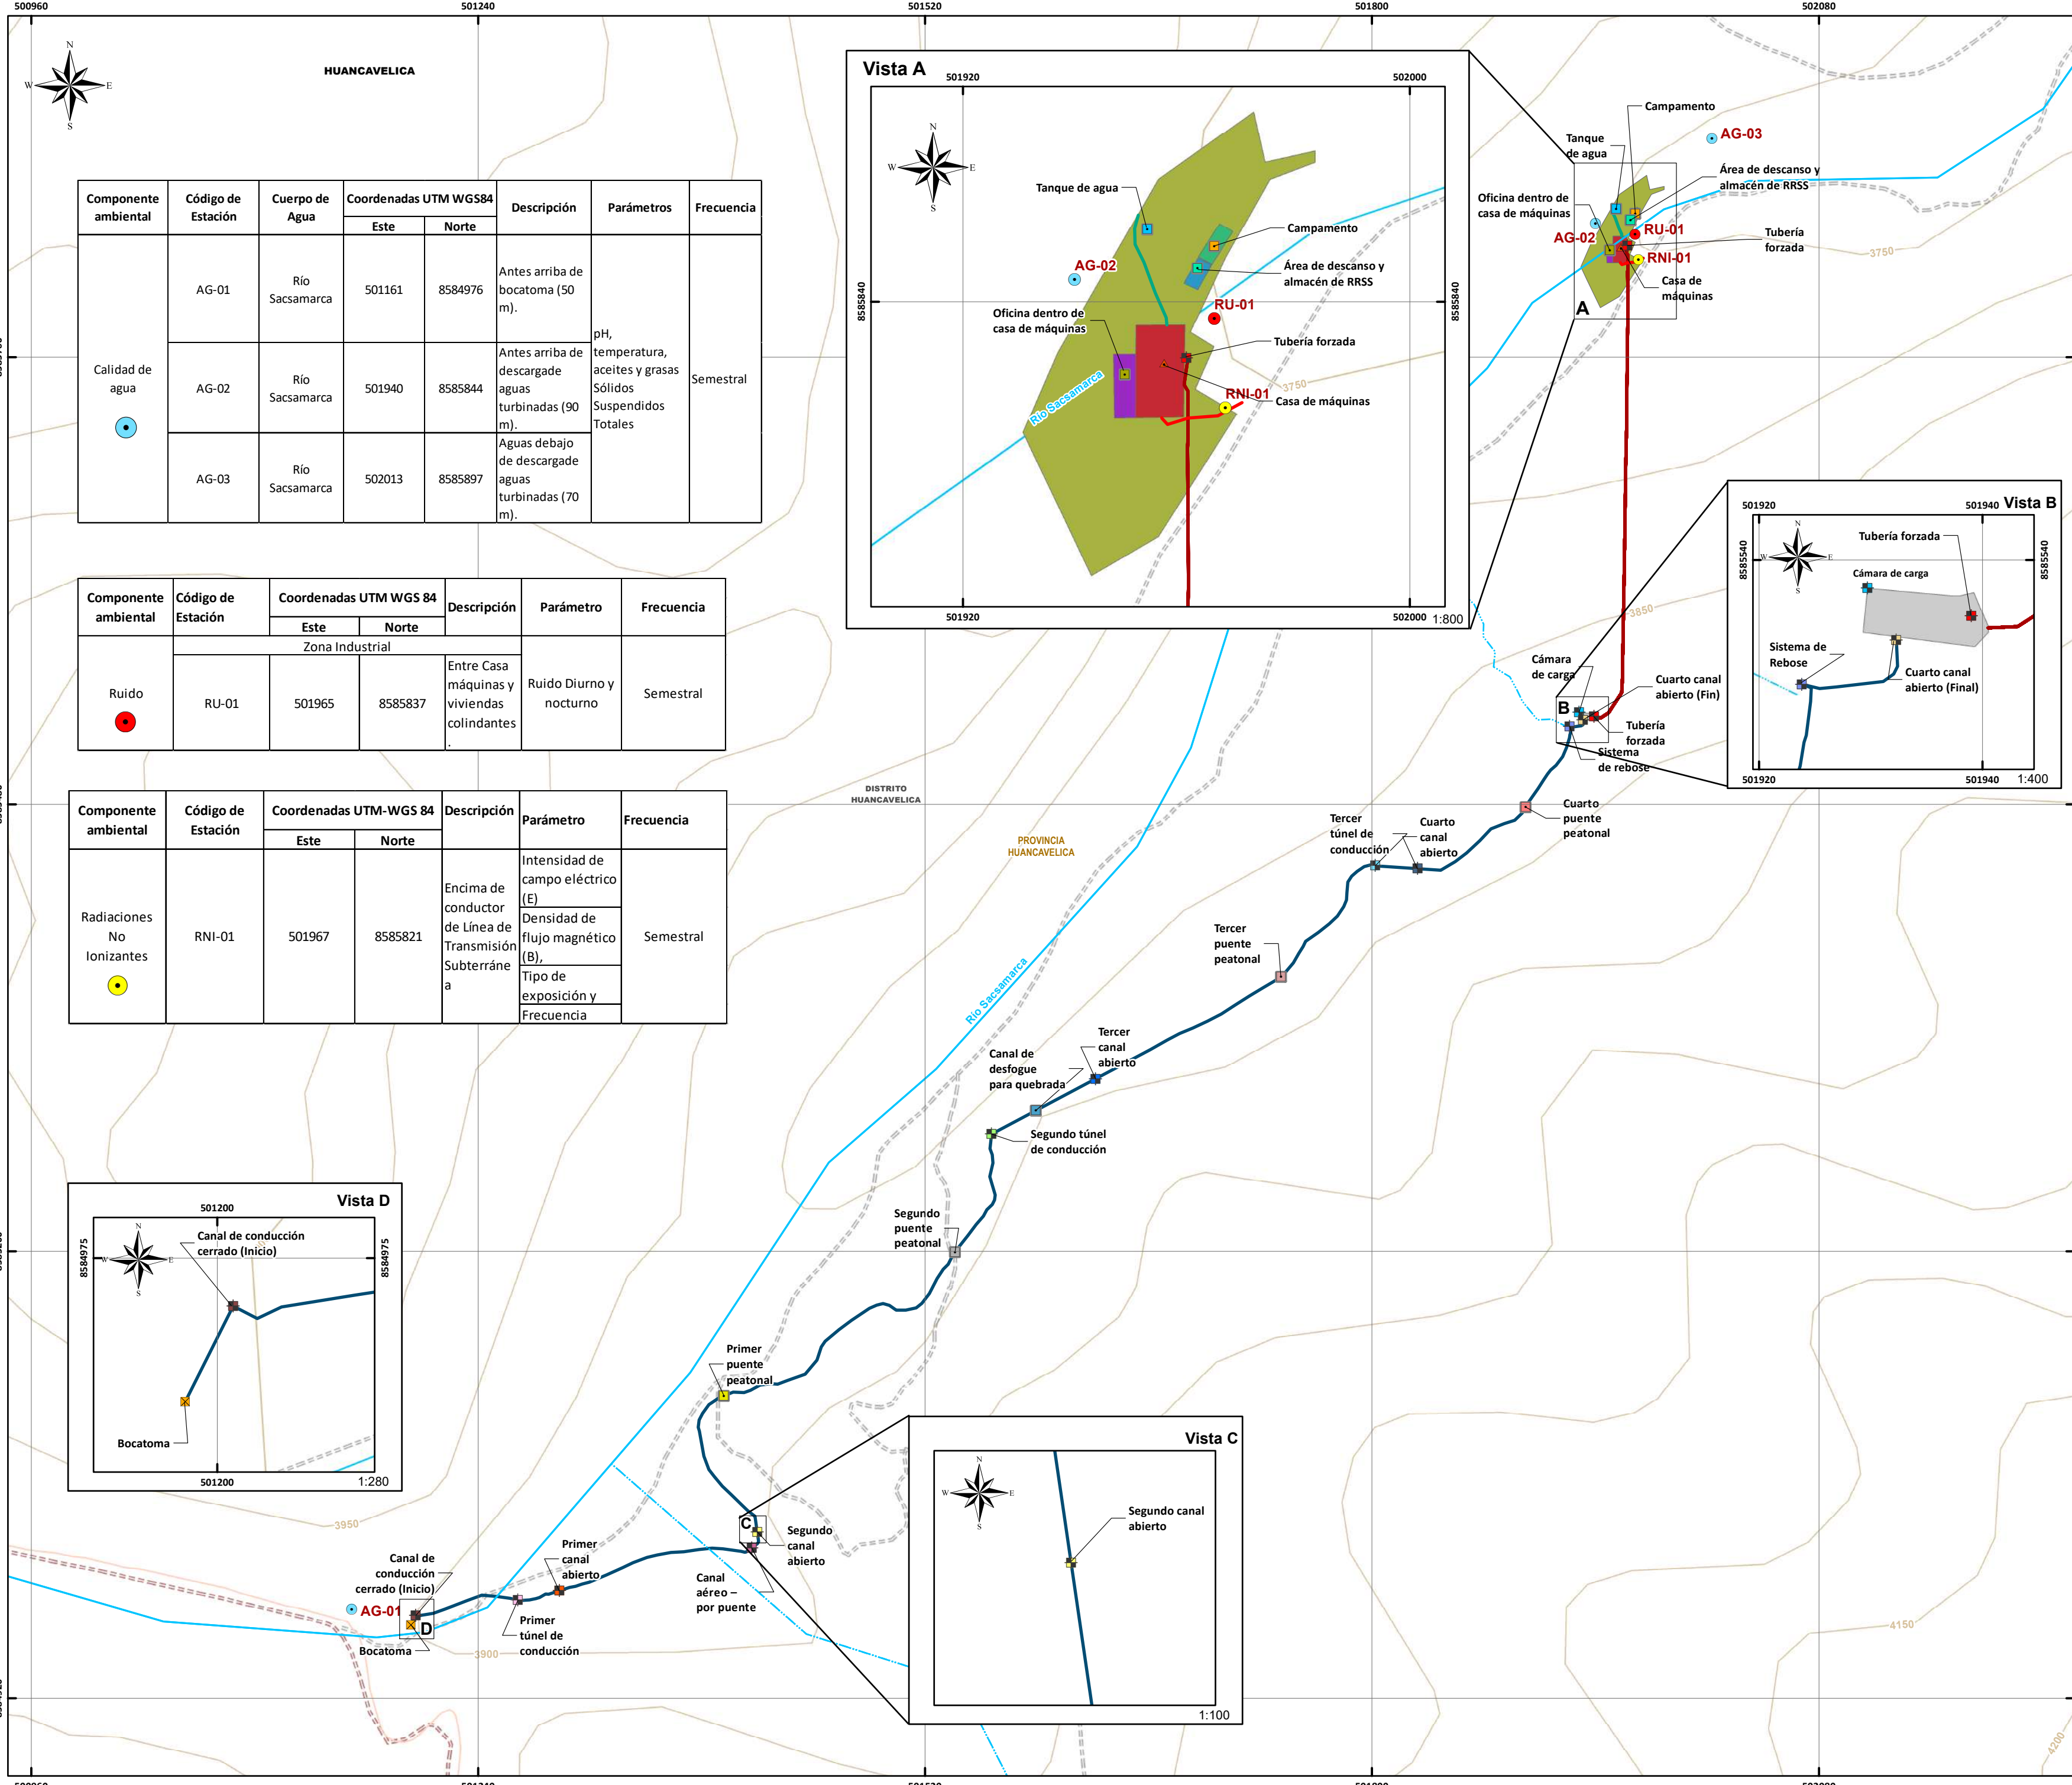 500960
501240
501520
501800
502080
N
W
E
S
HUANCAVELICA
Componente
ambiental
Código de
Estación
Cuerpo de
Agua
Coordenadas UTM WGS84
Este
Norte
Descripción
Parámetros
Frecuencia
Calidad de
agua
AG-01
Río
Sacsamarca
501161
8584976
Antes arriba de
bocatoma (50
m).
AG-02
Río
Sacsamarca
501940
8585844
Antes arriba de
descargade
aguas
turbinadas (90
m).
AG-03
Río
Sacsamarca
502013
8585897
Aguas debajo
de descargade
aguas
turbinadas (70
m).
pH,
temperatura,
aceites y grasas
Sólidos
Suspendidos
Totales
Semestral
Componente
ambiental
Código de
Estación
Coordenadas UTM WGS 84
Este
Norte
Descripción
Parámetro
Frecuencia
Zona Industrial
Ruido
RU-01
501965
8585837
Entre Casa
máquinas y
viviendas
colindantes
.
Ruido Diurno y
nocturno
Semestral
Componente
ambiental
Código de
Estación
Coordenadas UTM-WGS 84
Este
Norte
Descripción
Parámetro
Frecuencia
Radiaciones
No
Ionizantes
RNI-01
501967
8585821
Encima de
conductor
de Línea de
Transmisión
Subterráne
a
Intensidad de
campo eléctrico
(E)
Densidad de
flujo magnético
(B),
Tipo de
exposición y
Frecuencia
Semestral
Vista A
501920
502000
N
W
E
S
Tanque de agua
Campamento
AG-02
Área de descanso y
almacén de RRSS
8585840
8585840
RU-01
Oficina dentro de
casa de máquinas
Tubería forzada
3750
Río Sacsamarca
RNI-01
Casa de máquinas
501920
502000
1:800
Campamento
AG-03
Tanque
de agua
Área de descanso y
almacén de RRSS
Oficina dentro de
casa de máquinas
AG-02
RU-01
Tubería
forzada
RNI-01
3750
Casa de
máquinas
A
Vista B
501920
501940
N
W
E
S
Tubería forzada
8585540
8585540
Cámara de carga
Sistema de
Rebose
Cuarto canal
abierto (Final)
501920
501940
1:400
3850
Cámara
de carga
Cuarto canal
abierto (Fin)
B
Tubería
forzada
Sistema
de rebose
DISTRITO
HUANCAVELICA
PROVINCIA
HUANCAVELICA
Cuarto
puente
peatonal
Tercer
túnel de
conducción
Cuarto
canal
abierto
Tercer
puente
peatonal
Río Sacsamarca
Tercer
canal
abierto
Canal de
desfogue
para quebrada
Segundo túnel
de conducción
Segundo
puente
peatonal
Vista D
501200
N
W
E
S
Canal de conducción
cerrado (Inicio)
8584975
8584975
Bocatoma
501200
1:280
Primer
puente
peatonal
Vista C
N
W
E
S
Segundo canal
abierto
1:100
3950
C
Segundo
canal
abierto
Primer
canal
abierto
Canal de
conducción
cerrado (Inicio)
Canal
aéreo –
por puente
AG-01
D
Primer
túnel de
conducción
Bocatoma
3900
4150
4200